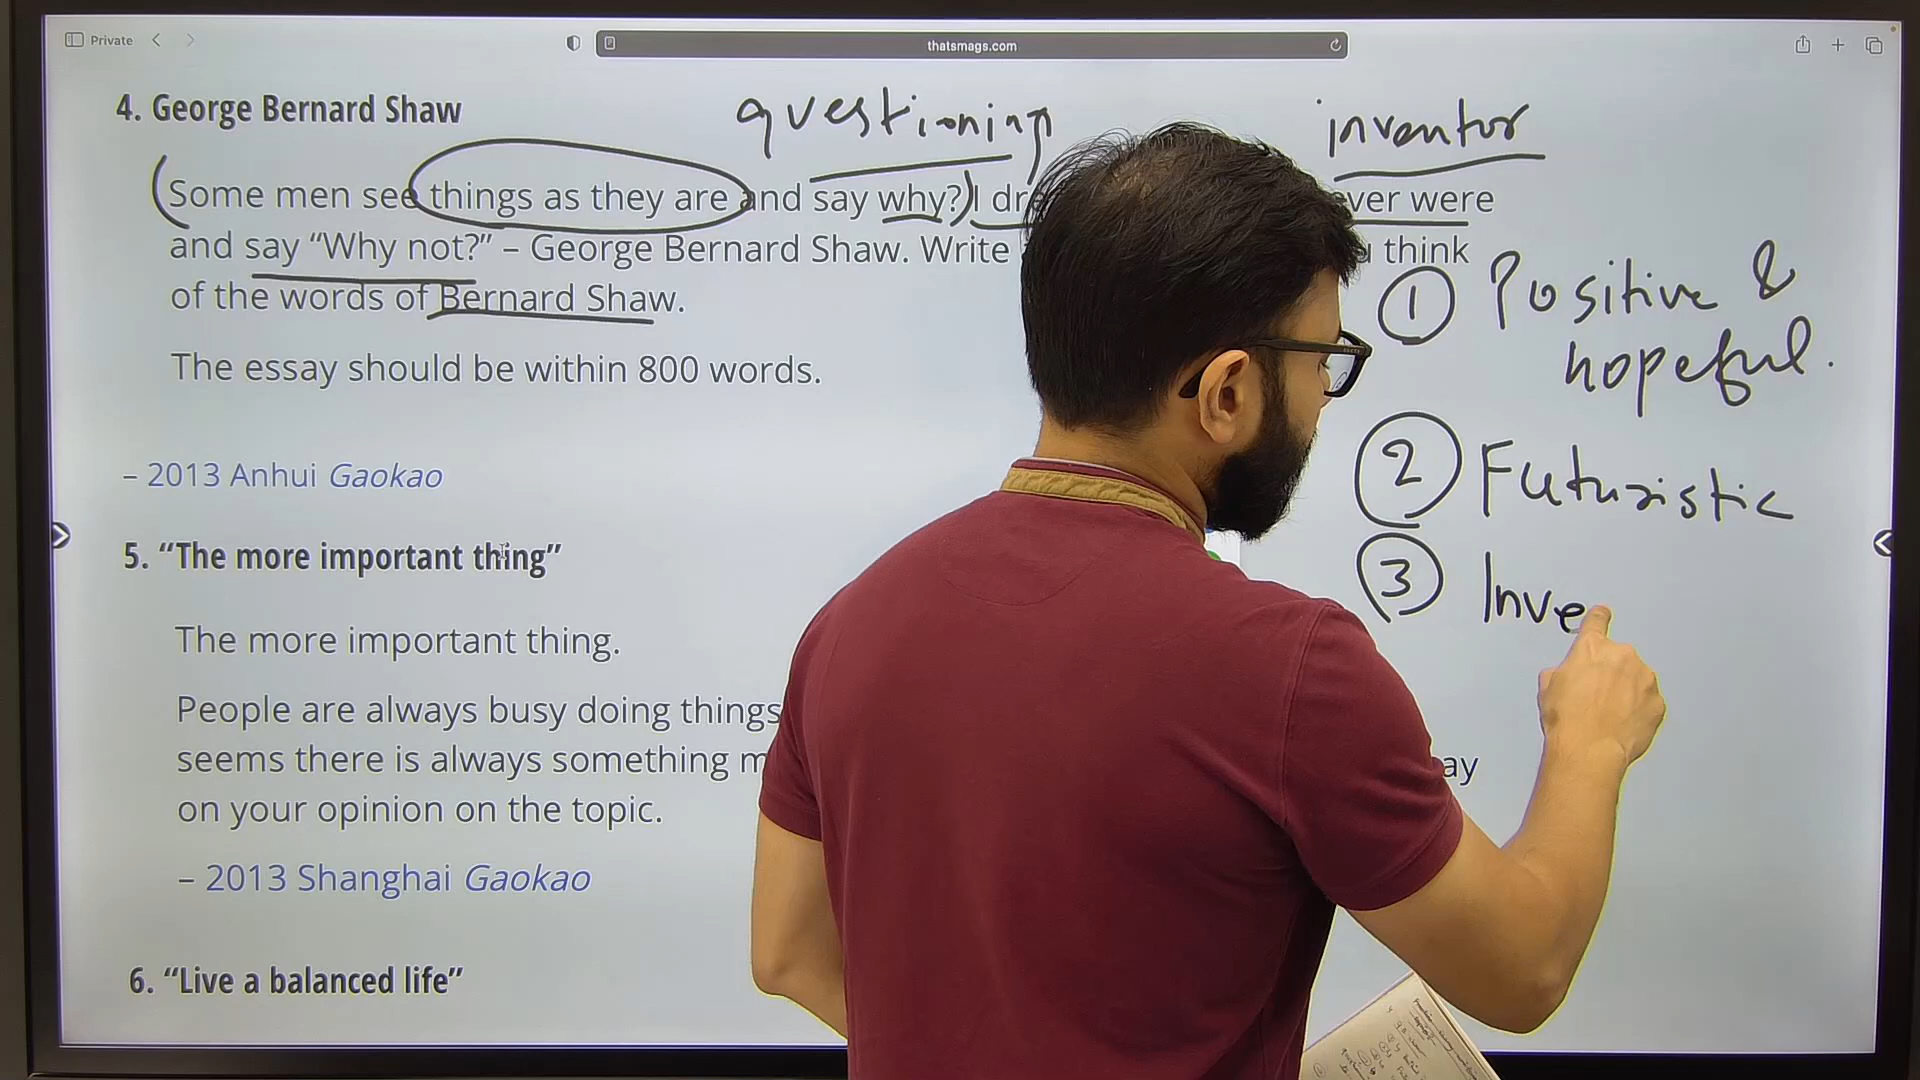 Private
thatsmags.com
4. George Bernard Shaw
questioning
inventor
Some men see things as they are and say why? I ever were
and say “Why not?” – George Bernard Shaw. Write think
of the words of Bernard Shaw.
The essay should be within 800 words.
– 2013 Anhui Gaokao
① Positive &
hopeful.
② Futuristic
③ Inve
5. “The more important thing”
The more important thing.
People are always busy doing things
seems there is always something
on your opinion on the topic.
– 2013 Shanghai Gaokao
6. “Live a balanced life”